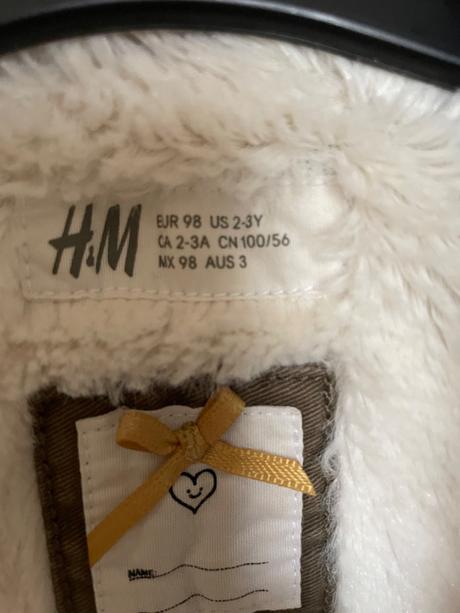 H&M
EUR 98 US 2-3Y
CA 2-3A CN 100/56
MX 98 AUS 3
NAME: